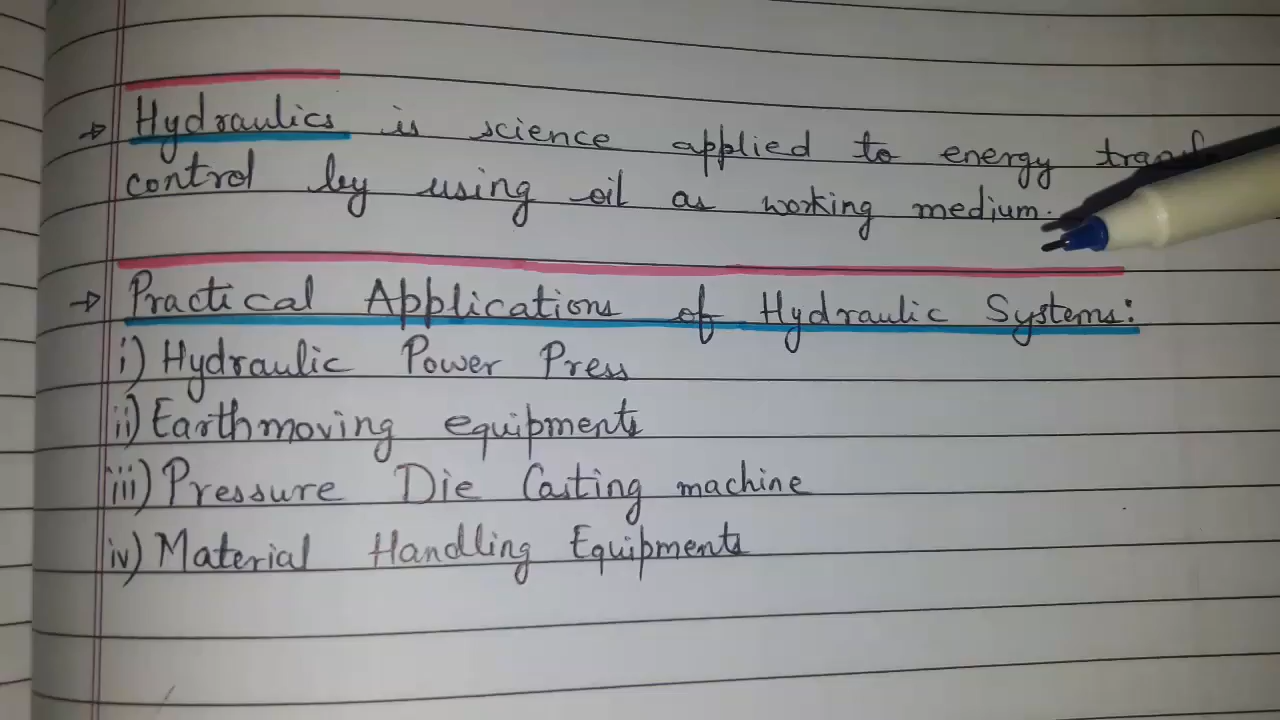 → Hydraulics is science applied to energy
control by using oil as working medium.
→ Practical Applications of Hydraulic Systems:
i) Hydraulic Power Press
ii) Earthmoving equipments
iii) Pressure Die Casting machine
iv) Material Handling Equipments